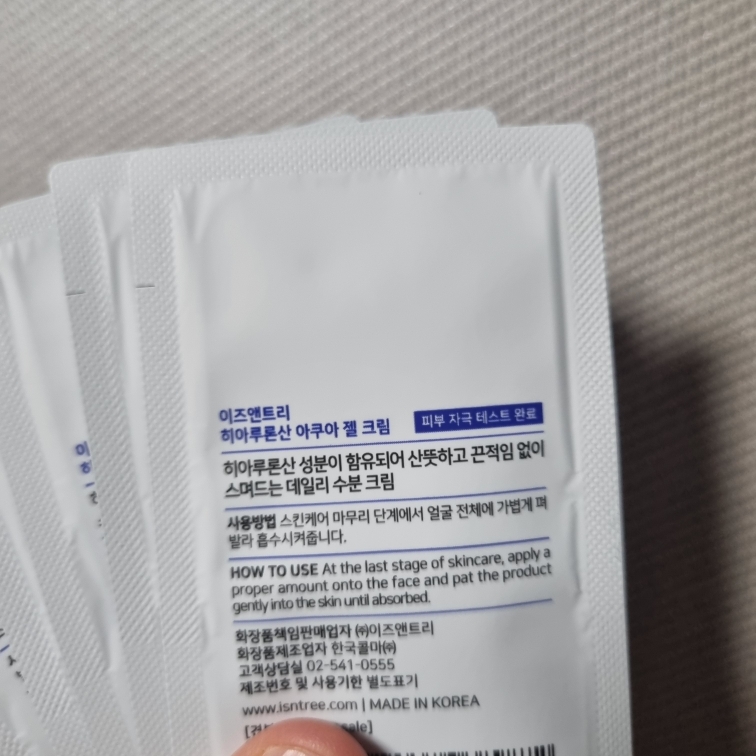 이즈앤트리
히아루론산 아쿠아 젤 크림
피부 자극 테스트 완료
히아루론산 성분이 함유되어 산뜻하고 끈적임 없이
스며드는 데일리 수분 크림
사용방법 스킨케어 마무리 단계에서 얼굴 전체에 가볍게 펴
발라 흡수시켜줍니다.
HOW TO USE At the last stage of skincare, apply a
proper amount onto the face and pat the product
gently into the skin until absorbed.
화장품책임판매업자 ㈜이즈앤트리
화장품제조업자 한국콜마㈜
고객상담실 02-541-0555
제조번호 및 사용기한 별도표기
www.isntree.com | MADE IN KOREA